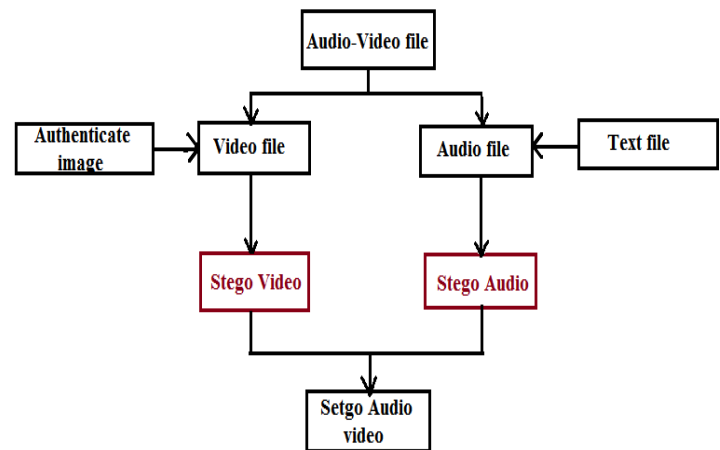 Audio-Video file
Authenticate
image
Video file
Audio file
Text file
Stego Video
Stego Audio
Setgo Audio
video